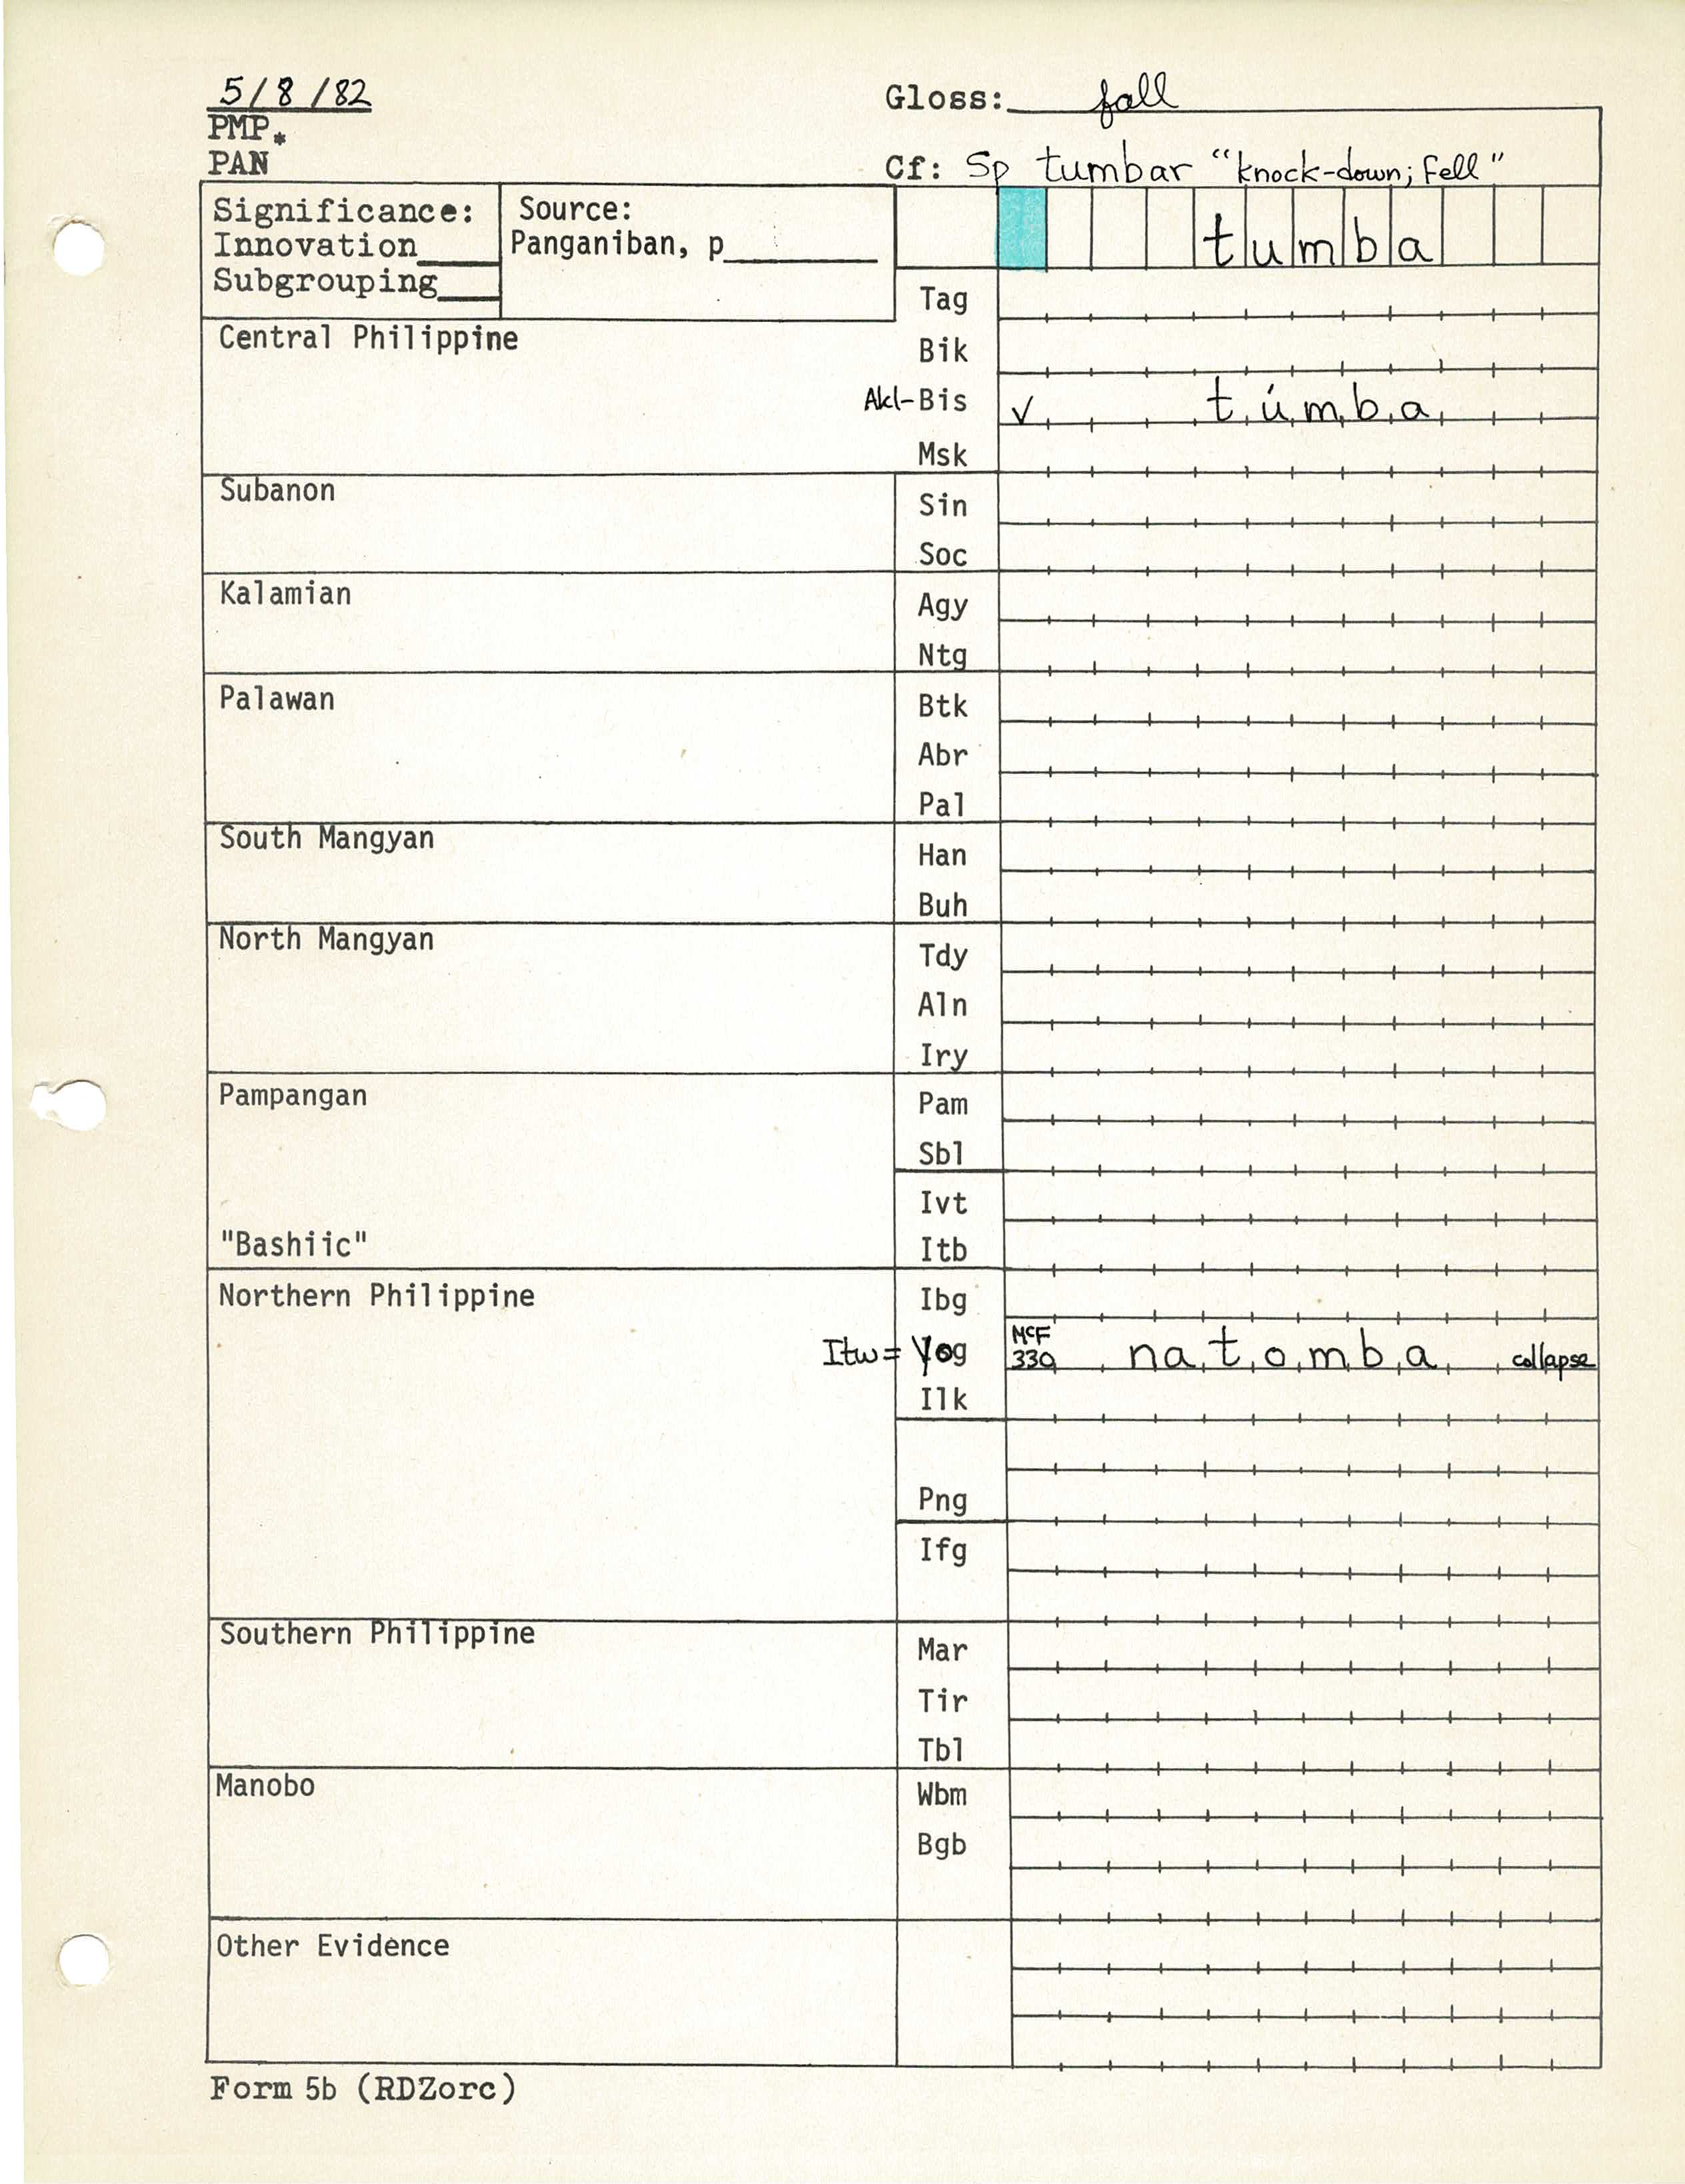 5/8/82
Gloss: fall
PMP*
PAN
Cf: Sp tumbar “knock-down; fell”
Significance:
Innovation
Subgrouping
Source:
Panganiban, p
tumba
Tag
Central Philippine
Bik
Akl-Bis ✓ túmba
Msk
Subanon
Sin
Soc
Kalamian
Agy
Ntg
Palawan
Btk
Abr
Pal
South Mangyan
Han
Buh
North Mangyan
Tdy
Aln
Iry
Pampangan
Pam
Sbl
Ivt
"Bashiic"
Itb
Northern Philippine
Ibg
Itw = Yog McF 330 natomba collapse
Ilk
Png
Ifg
Southern Philippine
Mar
Tir
Tbl
Manobo
Wbm
Bgb
Other Evidence
Form 5b (RDZorc)